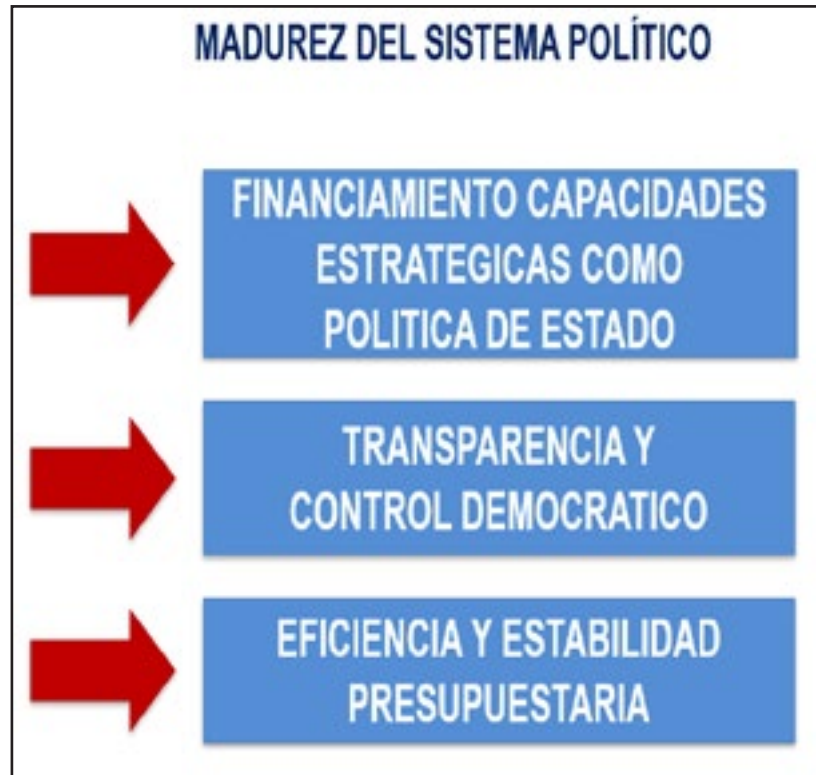 MADUREZ DEL SISTEMA POLÍTICO
FINANCIAMIENTO CAPACIDADES
ESTRATEGICAS COMO
POLITICA DE ESTADO
TRANSPARENCIA Y
CONTROL DEMOCRATICO
EFICIENCIA Y ESTABILIDAD
PRESUPUESTARIA